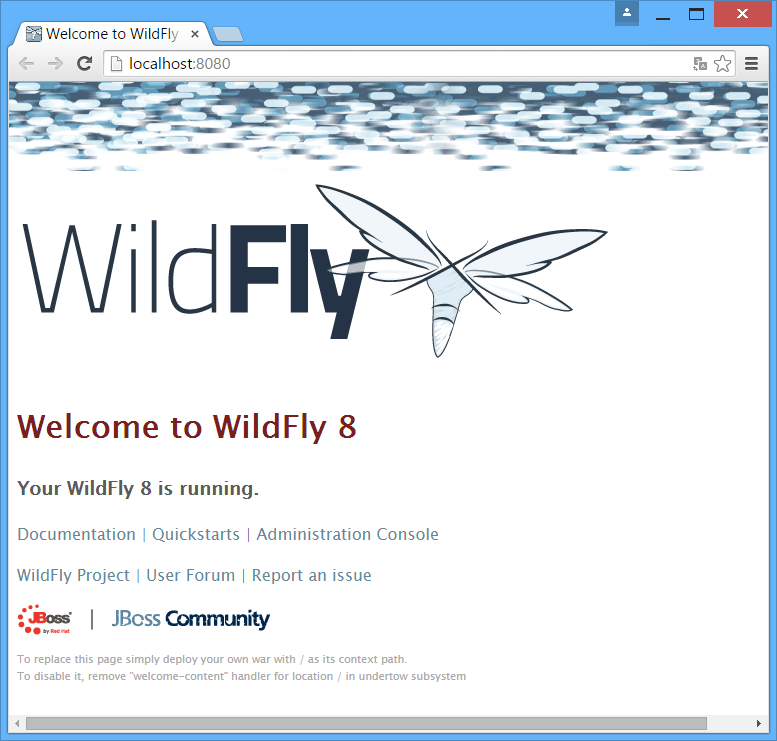 Welcome to WildFly
localhost:8080
WildFly
Welcome to WildFly 8
Your WildFly 8 is running.
Documentation | Quickstarts | Administration Console
WildFly Project | User Forum | Report an issue
JBoss by Red Hat | JBoss Community
To replace this page simply deploy your own war with / as its context path.
To disable it, remove "welcome-content" handler for location / in undertow subsystem